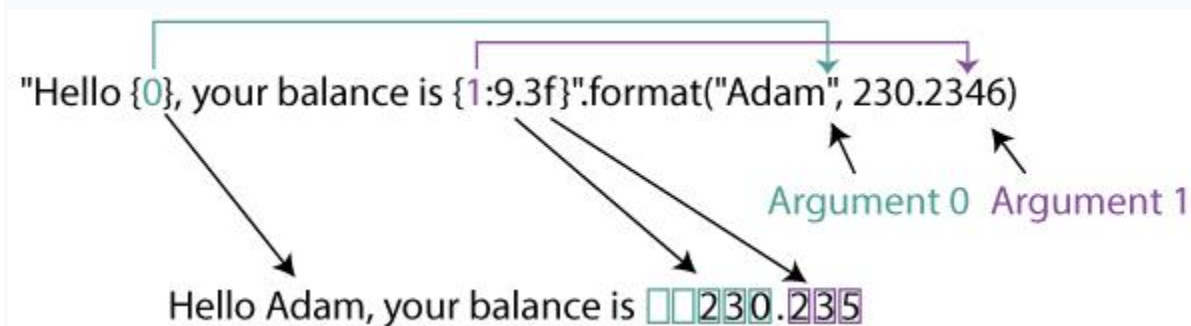 "Hello {0}, your balance is {1:9.3f}".format("Adam", 230.2346)
Argument 0 Argument 1
Hello Adam, your balance is 230.235